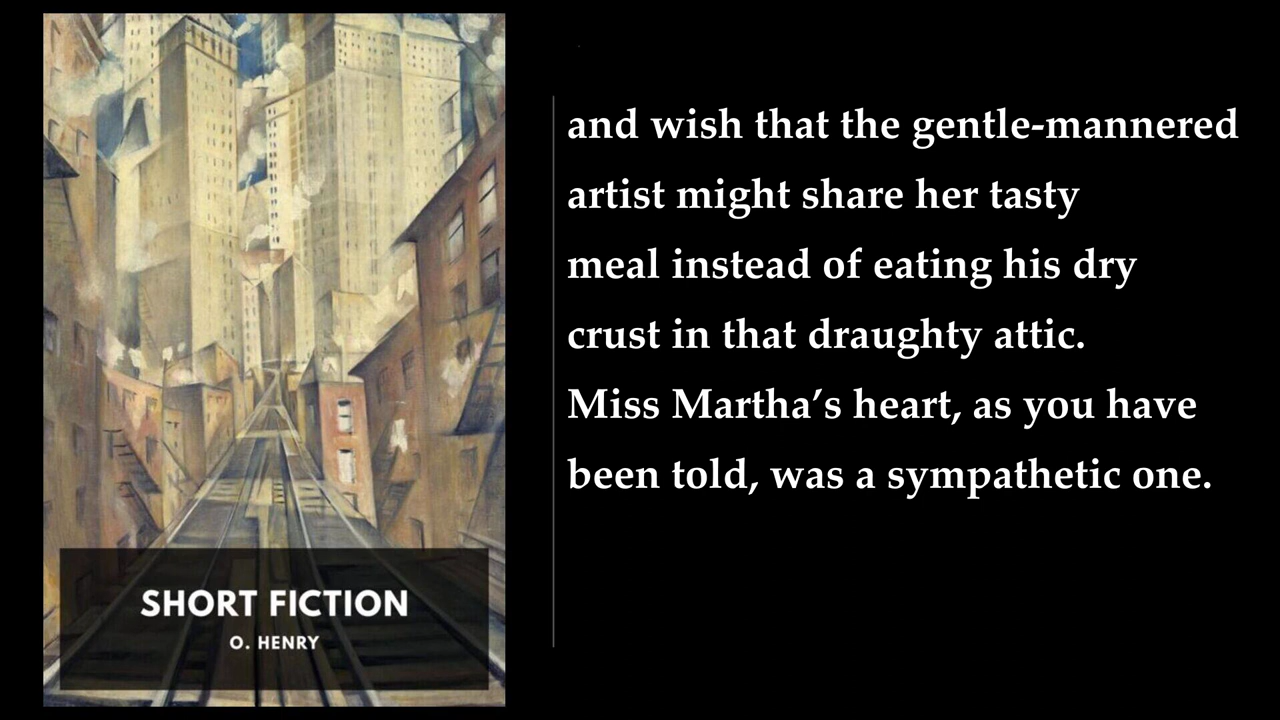 and wish that the gentle-mannered
artist might share her tasty
meal instead of eating his dry
crust in that draughty attic.
Miss Martha’s heart, as you have
been told, was a sympathetic one.
SHORT FICTION
O. HENRY